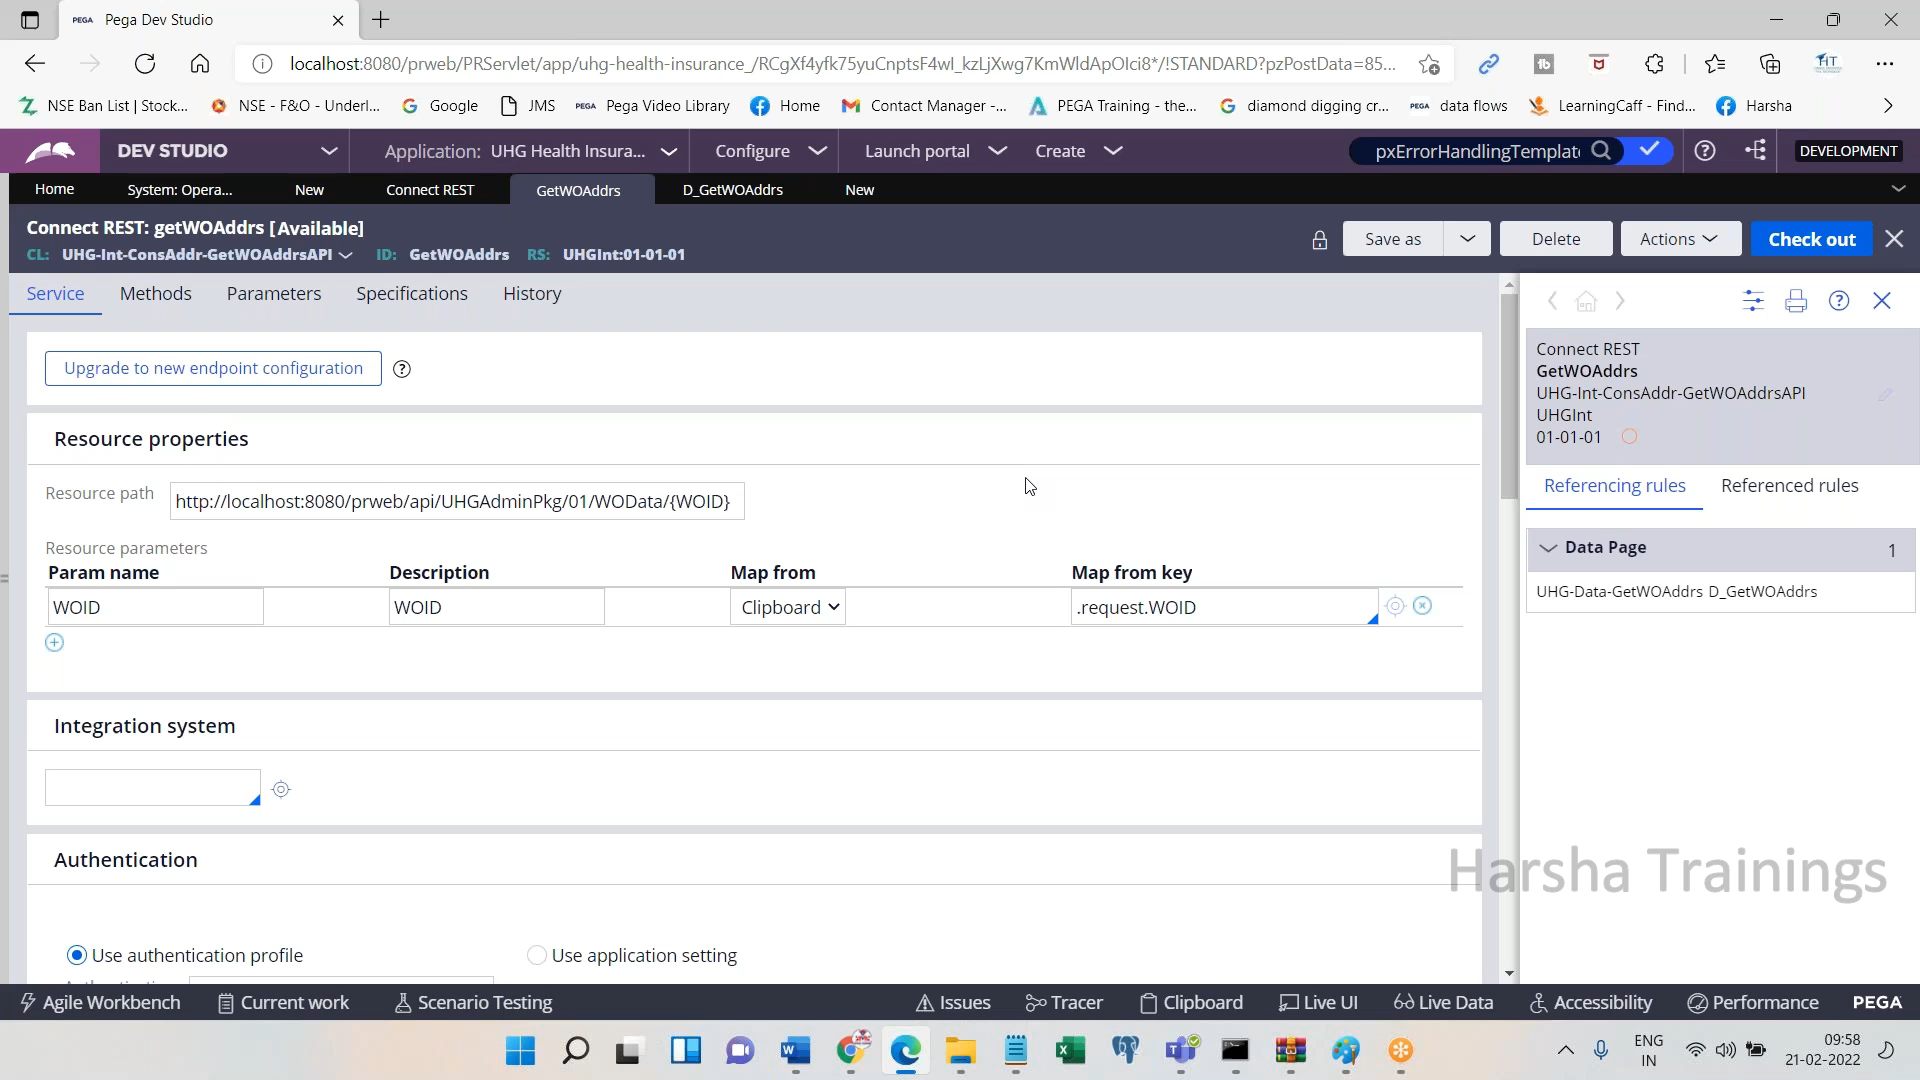 PEGA Pega Dev Studio
localhost:8080/prweb/PRServlet/app/uhg-health-insurance_/RCgXf4yfk75yuCnptsF4wI_kzLjXwg7KmWldApOIci8*/!STANDARD?pzPostData=85...
NSE Ban List | Stock... NSE - F&O - Underl... Google JMS PEGA Pega Video Library Home Contact Manager -... PEGA Training - the... diamond digging cr... PEGA data flows LearningCaff - Find... Harsha
DEV STUDIO Application: UHG Health Insura... Configure Launch portal Create pxErrorHandlingTemplat DEVELOPMENT
Home System: Opera... New Connect REST GetWOAddrs D_GetWOAddrs New
Connect REST: getWOAddrs [Available]
CL: UHG-Int-ConsAddr-GetWOAddrsAPI ID: GetWOAddrs RS: UHGInt:01-01-01
Save as Delete Actions Check out
Service Methods Parameters Specifications History
Upgrade to new endpoint configuration
Resource properties
Resource path http://localhost:8080/prweb/api/UHGAdminPkg/01/WOData/{WOID}
Resource parameters
Param name Description Map from Map from key
WOID WOID Clipboard .request.WOID
Integration system
Authentication
Use authentication profile Use application setting
Connect REST
GetWOAddrs
UHG-Int-ConsAddr-GetWOAddrsAPI
UHGInt
01-01-01
Referencing rules Referenced rules
Data Page 1
UHG-Data-GetWOAddrs D_GetWOAddrs
Harsha Trainings
Agile Workbench Current work Scenario Testing Issues Tracer Clipboard Live UI Live Data Accessibility Performance PEGA
ENG
IN
09:58
21-02-2022